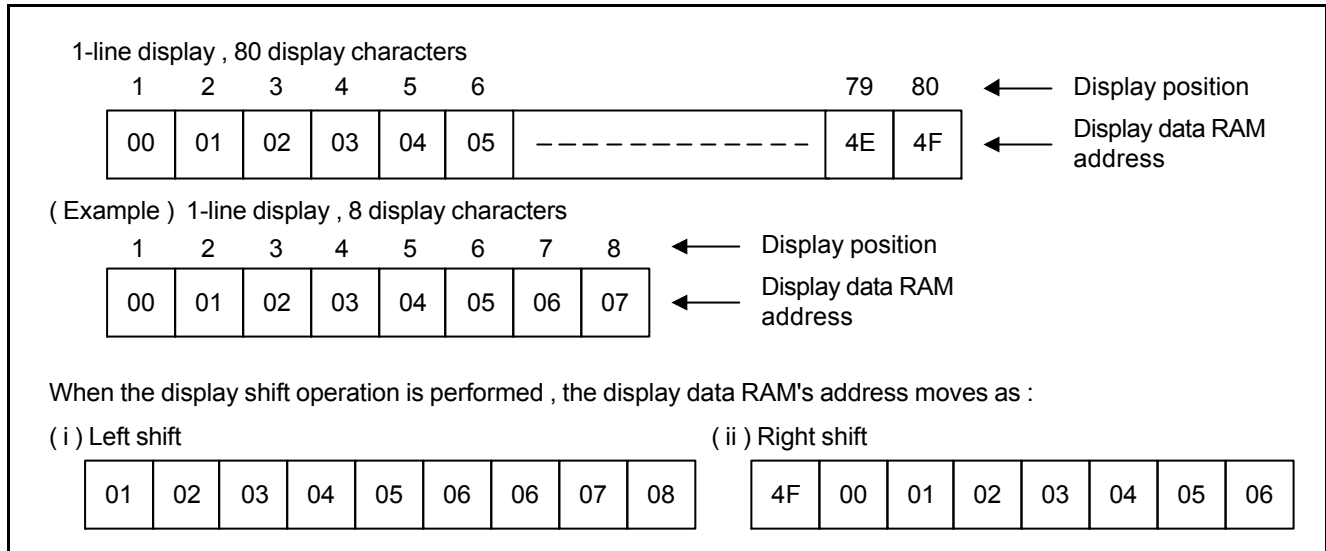 1-line display , 80 display characters
1 2 3 4 5 6 79 80 Display position
00 01 02 03 04 05 4E 4F Display data RAM address
( Example ) 1-line display , 8 display characters
1 2 3 4 5 6 7 8 Display position
00 01 02 03 04 05 06 07 Display data RAM address
When the display shift operation is performed , the display data RAM's address moves as :
( i ) Left shift
01 02 03 04 05 06 06 07 08
( ii ) Right shift
4F 00 01 02 03 04 05 06